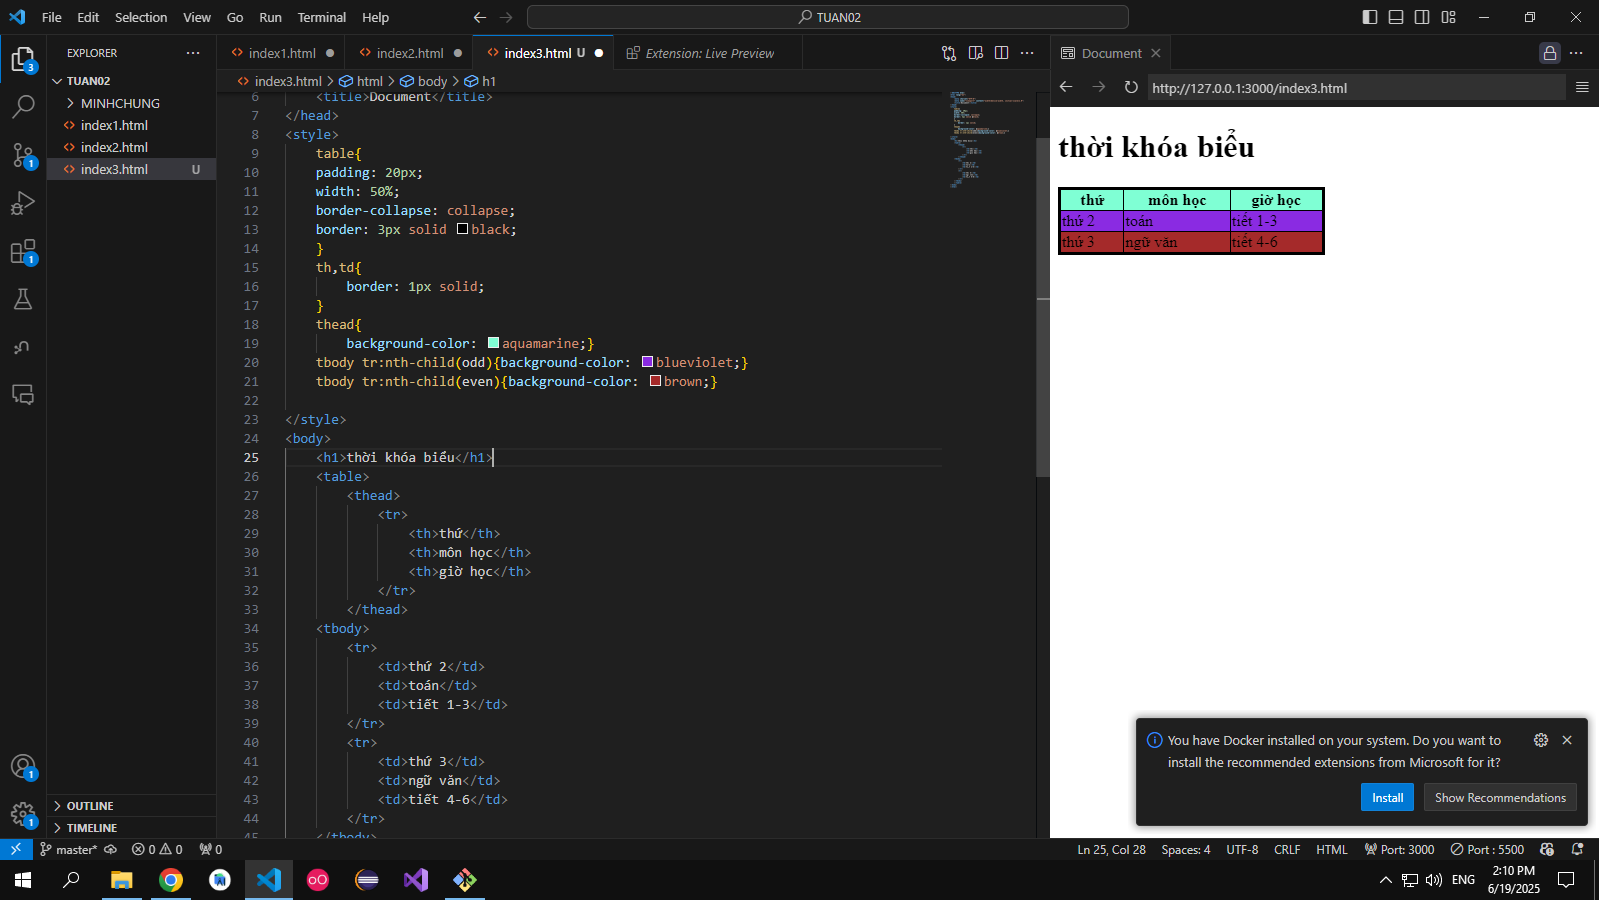 File Edit Selection View Go Run Terminal Help
TUAN02
EXPLORER
index1.html
index2.html
index3.html U
Extension: Live Preview
Document
TUAN02
MINHCHUNG
index1.html
index2.html
index3.html U
index3.html > html > body > h1
http://127.0.0.1:3000/index3.html
6 <title>Document</title>
7 </head>
8 <style>
9 table{
10 padding: 20px;
11 width: 50%;
12 border-collapse: collapse;
13 border: 3px solid black;
14 }
15 th,td{
16 border: 1px solid;
17 }
18 thead{
19 background-color: aquamarine;}
20 tbody tr:nth-child(odd){background-color: blueviolet;}
21 tbody tr:nth-child(even){background-color: brown;}
22
23 </style>
24 <body>
25 <h1>thời khóa biểu</h1>
26 <table>
27 <thead>
28 <tr>
29 <th>thứ</th>
30 <th>môn học</th>
31 <th>giờ học</th>
32 </tr>
33 </thead>
34 <tbody>
35 <tr>
36 <td>thứ 2</td>
37 <td>toán</td>
38 <td>tiết 1-3</td>
39 </tr>
40 <tr>
41 <td>thứ 3</td>
42 <td>ngữ văn</td>
43 <td>tiết 4-6</td>
44 </tr>
45 </tbody>
thời khóa biểu
thứ môn học giờ học
thứ 2 toán tiết 1-3
thứ 3 ngữ văn tiết 4-6
You have Docker installed on your system. Do you want to
install the recommended extensions from Microsoft for it?
Install Show Recommendations
3
1
1
1
1
OUTLINE
TIMELINE
master* 0 0 0
Ln 25, Col 28 Spaces: 4 UTF-8 CRLF HTML Port: 3000 Port : 5500
ENG
2:10 PM
6/19/2025